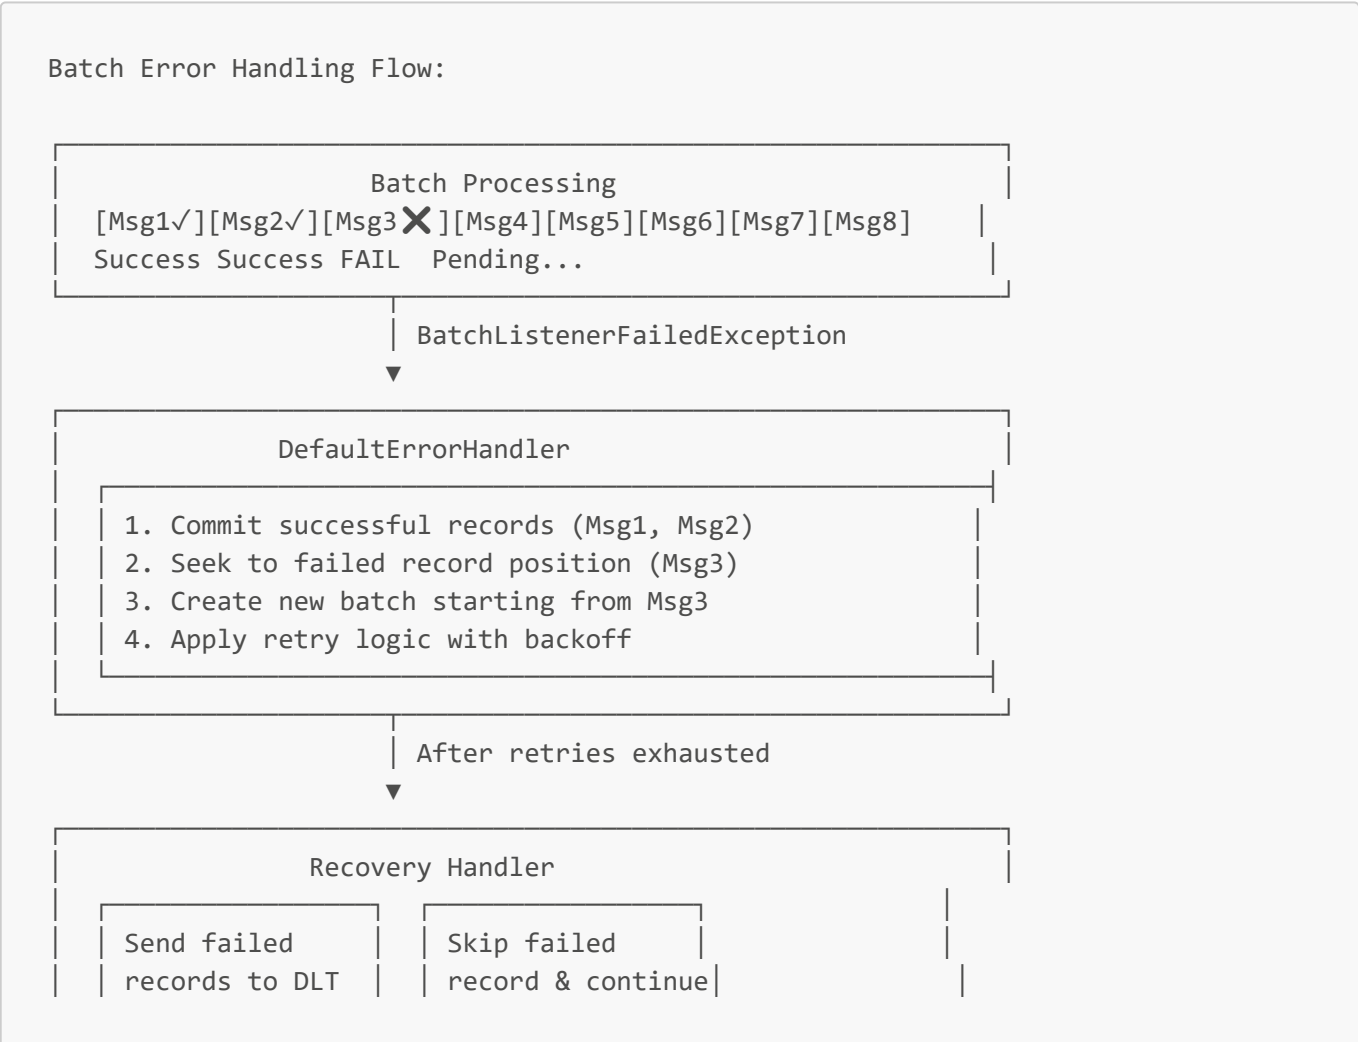 Batch Error Handling Flow:
Batch Processing
[Msg1✓][Msg2✓][Msg3❌][Msg4][Msg5][Msg6][Msg7][Msg8]
Success Success FAIL Pending...
BatchListenerFailedException
▼
DefaultErrorHandler
1. Commit successful records (Msg1, Msg2)
2. Seek to failed record position (Msg3)
3. Create new batch starting from Msg3
4. Apply retry logic with backoff
After retries exhausted
▼
Recovery Handler
Send failed Skip failed
records to DLT record & continue